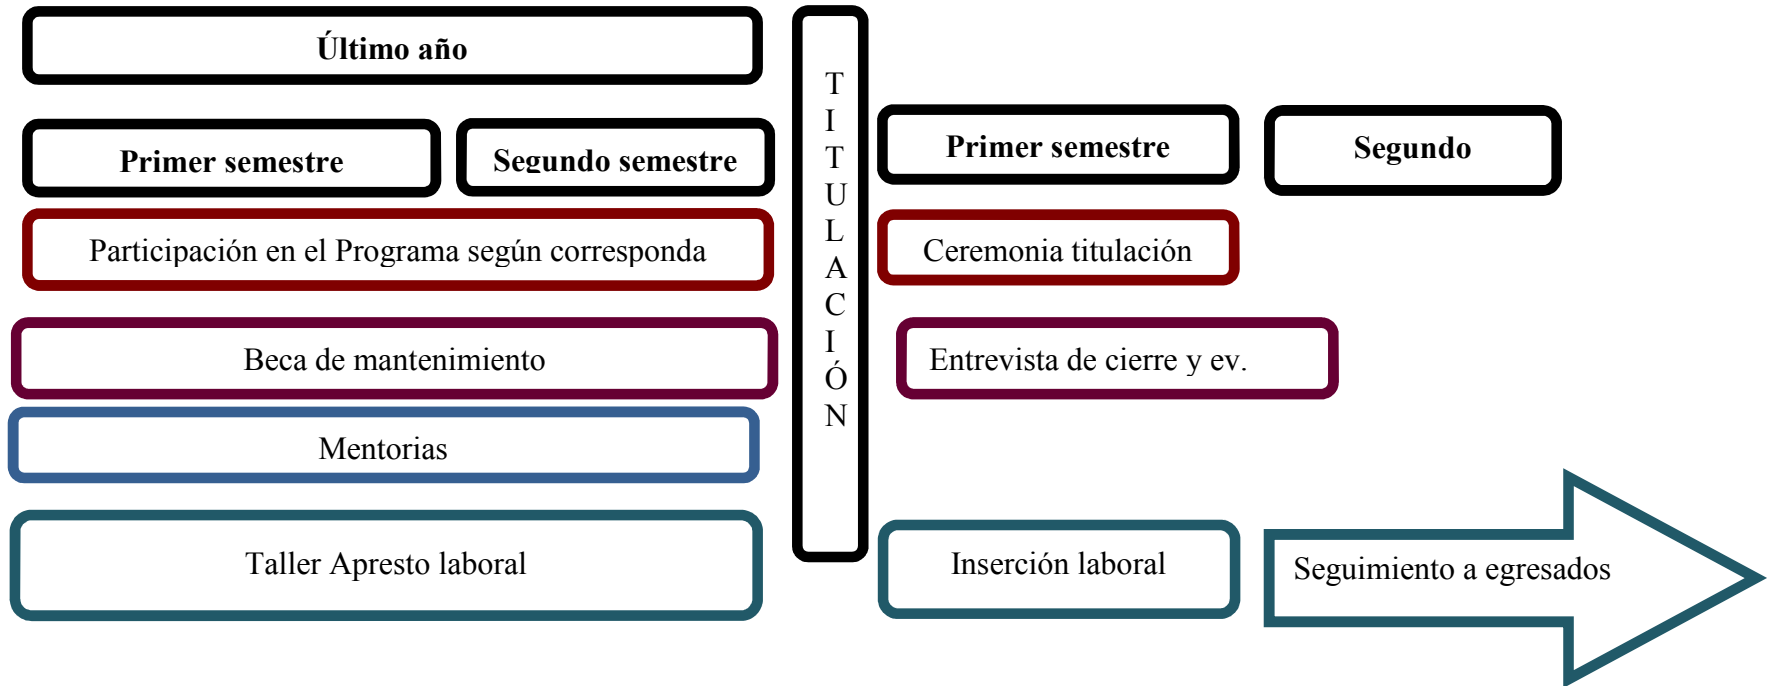 Último año
Primer semestre
Segundo semestre
Participación en el Programa según corresponda
Beca de mantenimiento
Mentorias
Taller Apresto laboral
TITULACIÓN
Primer semestre
Segundo
Ceremonia titulación
Entrevista de cierre y ev.
Inserción laboral
Seguimiento a egresados